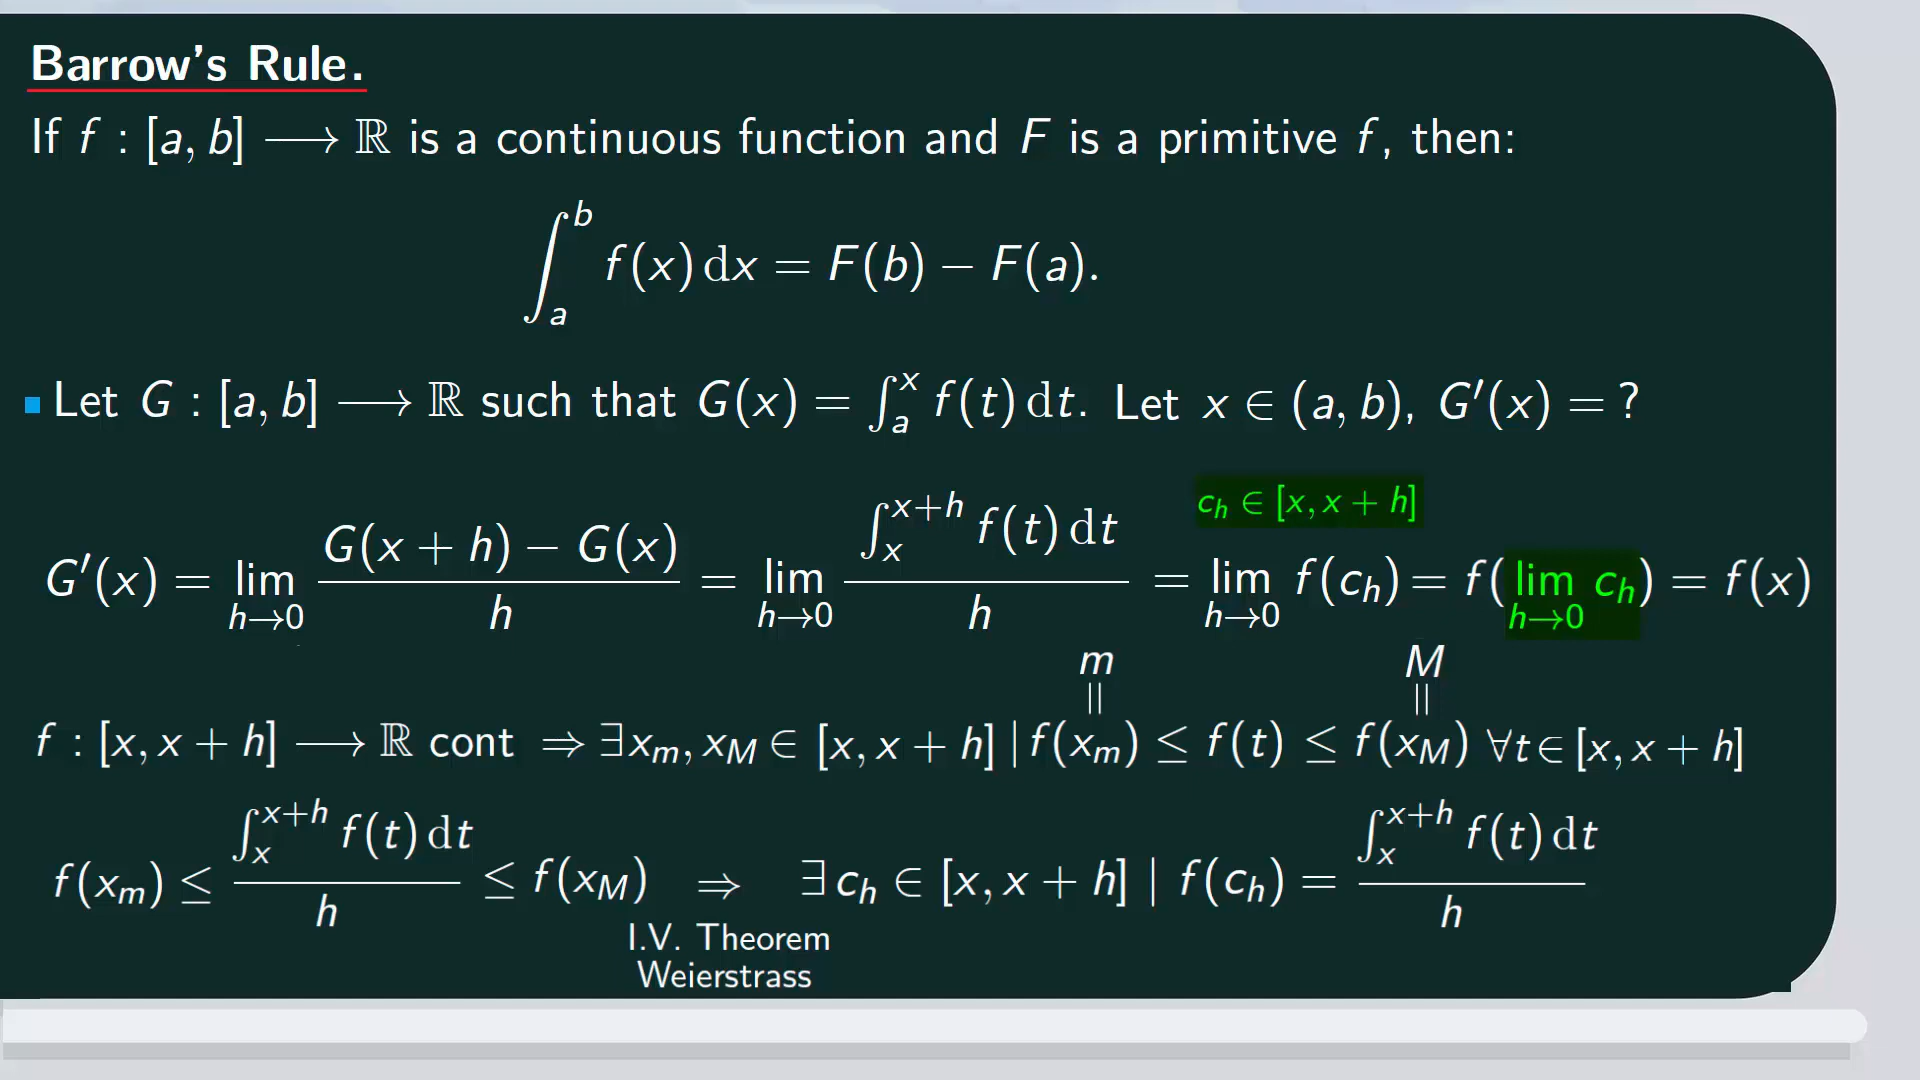 Barrow's Rule.
If f : [a, b] ⟶ ℝ is a continuous function and F is a primitive f, then:
∫_a^b f(x) dx = F(b) − F(a).
Let G : [a, b] ⟶ ℝ such that G(x) = ∫_a^x f(t) dt. Let x ∈ (a, b), G′(x) = ?
c_h ∈ [x, x + h]
G′(x) = lim_{h→0} (G(x + h) − G(x))/h = lim_{h→0} (∫_x^{x+h} f(t) dt)/h = lim_{h→0} f(c_h) = f(lim_{h→0} c_h) = f(x)
m M
|| ||
f : [x, x + h] ⟶ ℝ cont ⇒ ∃ x_m, x_M ∈ [x, x + h] | f(x_m) ≤ f(t) ≤ f(x_M) ∀t ∈ [x, x + h]
f(x_m) ≤ (∫_x^{x+h} f(t) dt)/h ≤ f(x_M) ⇒ ∃ c_h ∈ [x, x + h] | f(c_h) = (∫_x^{x+h} f(t) dt)/h
I.V. Theorem
Weierstrass